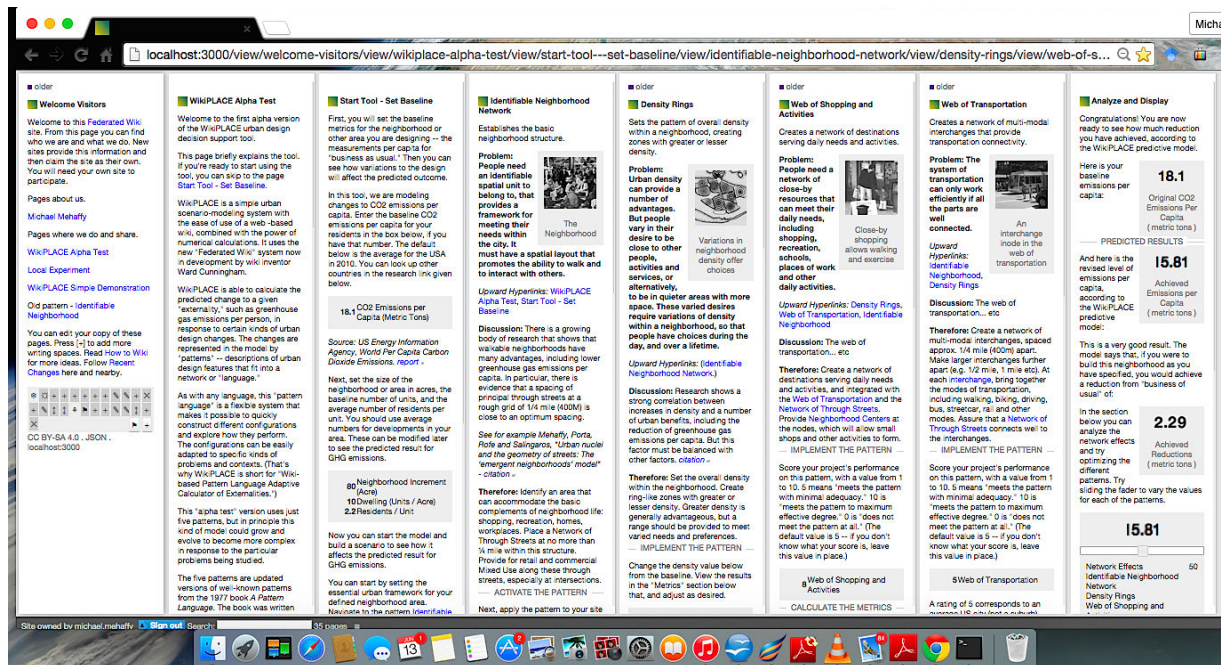 Micha
localhost:3000/view/welcome-visitors/view/wikiplace-alpha-test/view/start-tool---set-baseline/view/identifiable-neighborhood-network/view/density-rings/view/web-of-s...
older
Welcome Visitors
Welcome to this Federated Wiki
site. From this page you can find
who we are and what we do. New
sites provide this information and
then claim the site as their own.
You will need your own site to
participate.
Pages about us.
Michael Mehaffy
Pages where we do and share.
WikiPLACE Alpha Test
Local Experiment
WikiPLACE Simple Demonstration
Old pattern - Identifiable
Neighborhood
You can edit your copy of these
pages. Press [+] to add more
writing spaces. Read How to Wiki
for more ideas. Follow Recent
Changes here and nearby.
CC BY-SA 4.0 . JSON .
localhost:3000
WikiPLACE Alpha Test
Welcome to the first alpha version
of the WikiPLACE urban design
decision support tool.
This page briefly explains the tool.
If you're ready to start using the
tool, you can skip to the page
Start Tool - Set Baseline.
WikiPLACE is a simple urban
scenario-modeling system with
the ease of use of a web -based
wiki, combined with the power of
numerical calculations. It uses the
new "Federated Wiki" system now
in development by wiki inventor
Ward Cunningham.
WikiPLACE is able to calculate the
predicted change to a given
"externality," such as greenhouse
gas emissions per person, in
response to certain kinds of urban
design changes. The changes are
represented in the model by
"patterns" -- descriptions of urban
design features that fit into a
network or "language."
As with any language, this "pattern
language" is a flexible system that
makes it possible to quickly
construct different configurations
and explore how they perform.
The configurations can be easily
adapted to specific kinds of
problems and contexts. (That's
why WikiPLACE is short for "Wiki-
based Pattern Language Adaptive
Calculator of Externalities.")
This "alpha test" version uses just
five patterns, but in principle this
kind of model could grow and
evolve to become more complex
in response to the particular
problems being studied.
The five patterns are updated
versions of well-known patterns
from the 1977 book A Pattern
Language. The book was written
Start Tool - Set Baseline
First, you will set the baseline
metrics for the neighborhood or
other area you are designing -- the
measurements per capita for
"business as usual." Then you can
see how variations to the design
will affect the predicted outcome.
In this tool, we are modeling
changes to CO2 emissions per
capita. Enter the baseline CO2
emissions per capita for your
residents in the box below, if you
have that number. The default
below is the average for the USA
in 2010. You can look up other
countries in the research link given
below.
18.1 CO2 Emissions per
Capita (Metric Tons)
Source: US Energy Information
Agency, World Per Capita Carbon
Dioxide Emissions. report
Next, set the size of the
neighborhood or area in acres, the
baseline number of units, and the
average number of residents per
unit. You should use average
numbers for developments in your
area. These can be modified later
to see the predicted result for
GHG emissions.
80 Neighborhood Increment
(Acre)
10 Dwelling (Units / Acre)
2.2 Residents / Unit
Now you can start the model and
build a scenario to see how it
affects the predicted result for
GHG emissions.
You can start by setting the
essential urban framework for your
defined neighborhood area.
Navigate to the pattern Identifiable
Identifiable Neighborhood
Network
Establishes the basic
neighborhood structure.
Problem:
People need
an identifiable
spatial unit to
belong to, that
provides a
framework for
meeting their
needs within
the city. It
must have a spatial layout that
promotes the ability to walk and
to interact with others.
The
Neighborhood
Upward Hyperlinks: WikiPLACE
Alpha Test, Start Tool - Set
Baseline
Discussion: There is a growing
body of research that shows that
walkable neighborhoods have
many advantages, including lower
greenhouse gas emissions per
capita. In particular, there is
evidence that a spacing of
principal through streets at a
rough grid of 1/4 mile (400M) is
close to an optimum spacing.
See for example Mehaffy, Porta,
Rofe and Salingaros, "Urban nuclei
and the geometry of streets: The
'emergent neighborhoods' model"
- citation
Therefore: Identify an area that
can accommodate the basic
complements of neighborhood life:
shopping, recreation, homes,
workplaces. Place a Network of
Through Streets at no more than
¼ mile within this structure.
Provide for retail and commercial
Mixed Use along these through
streets, especially at intersections.
ACTIVATE THE PATTERN
Next, apply the pattern to your site
older
Density Rings
Sets the pattern of overall density
within a neighborhood, creating
zones with greater or lesser
density.
Problem:
Urban density
can provide a
number of
advantages.
But people
vary in their
desire to be
close to other
people,
activities and
services, or
alternatively,
to be in quieter areas with more
space. These varied desires
require variations of density
within a neighborhood, so that
people have choices during the
day, and over a lifetime.
Variations in
neighborhood
density offer
choices
Upward Hyperlinks: (Identifiable
Neighborhood Network.)
Discussion: Research shows a
strong correlation between
increases in density and a number
of urban benefits, including the
reduction of greenhouse gas
emissions per capita. But this
factor must be balanced with
other factors. citation
Therefore: Set the overall density
within the neighborhood. Create
ring-like zones with greater or
lesser density. Greater density is
generally advantageous, but a
range should be provided to meet
varied needs and preferences.
IMPLEMENT THE PATTERN
Change the density value below
from the baseline. View the results
in the "Metrics" section below
that, and adjust as desired.
older
Web of Shopping and
Activities
Creates a network of destinations
serving daily needs and activities.
Problem:
People need a
network of
close-by
resources that
can meet their
daily needs,
including
shopping,
recreation,
schools,
places of work
and other
daily activities.
Close-by
shopping
allows walking
and exercise
Upward Hyperlinks: Density Rings,
Web of Transportation, Identifiable
Neighborhood
Discussion: The web of
transportation... etc
Therefore: Create a network of
destinations serving daily needs
and activities, and integrated with
the Web of Transportation and the
Network of Through Streets.
Provide Neighborhood Centers at
the nodes, which will allow small
shops and other activities to form.
IMPLEMENT THE PATTERN
Score your project's performance
on this pattern, with a value from 1
to 10. 5 means "meets the pattern
with minimal adequacy." 10 is
"meets the pattern to maximum
effective degree." 0 is "does not
meet the pattern at all." (The
default value is 5 -- if you don't
know what your score is, leave
this value in place.)
8 Web of Shopping and
Activities
CALCULATE THE METRICS
older
Web of Transportation
Creates a network of multi-modal
interchanges that provide
transportation connectivity.
Problem: The
system of
transportation
can only work
efficiently if all
the parts are
well
connected.
An
interchange
inode in the
web of
transportation
Upward
Hyperlinks:
Identifiable
Neighborhood,
Density Rings
Discussion: The web of
transportation... etc
Therefore: Create a network of
multi-modal interchanges, spaced
approx. 1/4 mile (400m) apart.
Make larger interchanges further
apart (e.g. 1/2 mile, 1 mile etc). At
each interchange, bring together
the modes of transportation,
including walking, biking, driving,
bus, streetcar, rail and other
modes. Assure that a Network of
Through Streets connects well to
the interchanges.
IMPLEMENT THE PATTERN
Score your project's performance
on this pattern, with a value from 1
to 10. 5 means "meets the pattern
with minimal adequacy." 10 is
"meets the pattern to maximum
effective degree." 0 is "does not
meet the pattern at all." (The
default value is 5 -- if you don't
know what your score is, leave
this value in place.)
5 Web of Transportation
A rating of 5 corresponds to an
average US city (not a suburb)
Analyze and Display
Congratulations! You are now
ready to see how much reduction
you have achieved, according to
the WikiPLACE predictive model.
Here is your
baseline
emissions per
capita:
18.1
Original CO2
Emissions Per
Capita
( metric tons )
PREDICTED RESULTS
And here is the
revised level of
emissions per
capita,
according to
the WikiPLACE
predictive
model:
15.81
Achieved
Emissions per
Capita
( metric tons )
This is a very good result. The
model says that, if you were to
build this neighborhood as you
have specified, you would achieve
a reduction from "business of
usual" of:
2.29
Achieved
Reductions
( metric tons )
In the section
below you can
analyze the
network effects
and try
optimizing the
different
patterns. Try
sliding the fader to vary the values
for each of the patterns.
15.81
Network Effects 50
Identifiable Neighborhood
Network
Density Rings
Web of Shopping and
Site owned by michael.mehaffy
Sign out
Search:
35 pages
JUN
13